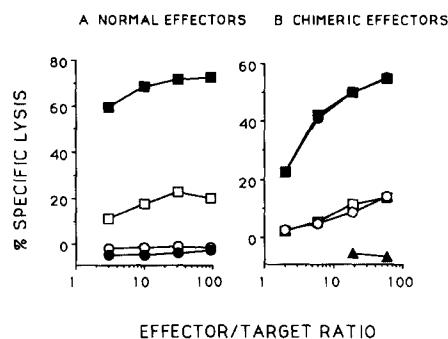 A NORMAL EFFECTORS
B CHIMERIC EFFECTORS
% SPECIFIC LYSIS
80
60
40
20
0
1 10 100
60
40
20
0
1 10 100
EFFECTOR/TARGET RATIO